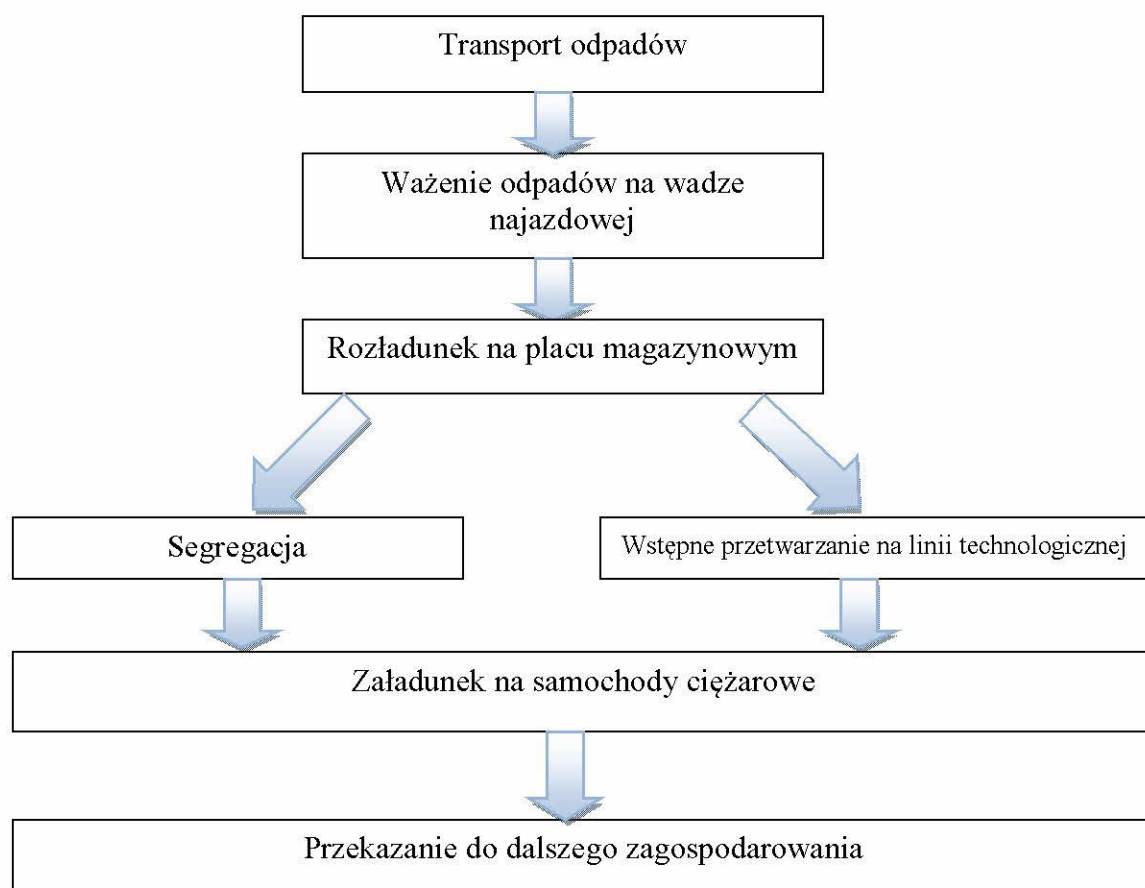 Transport odpadów
Ważenie odpadów na wadze
najazdowej
Rozładunek na placu magazynowym
Segregacja
Wstępne przetwarzanie na linii technologicznej
Załadunek na samochody ciężarowe
Przekazanie do dalszego zagospodarowania